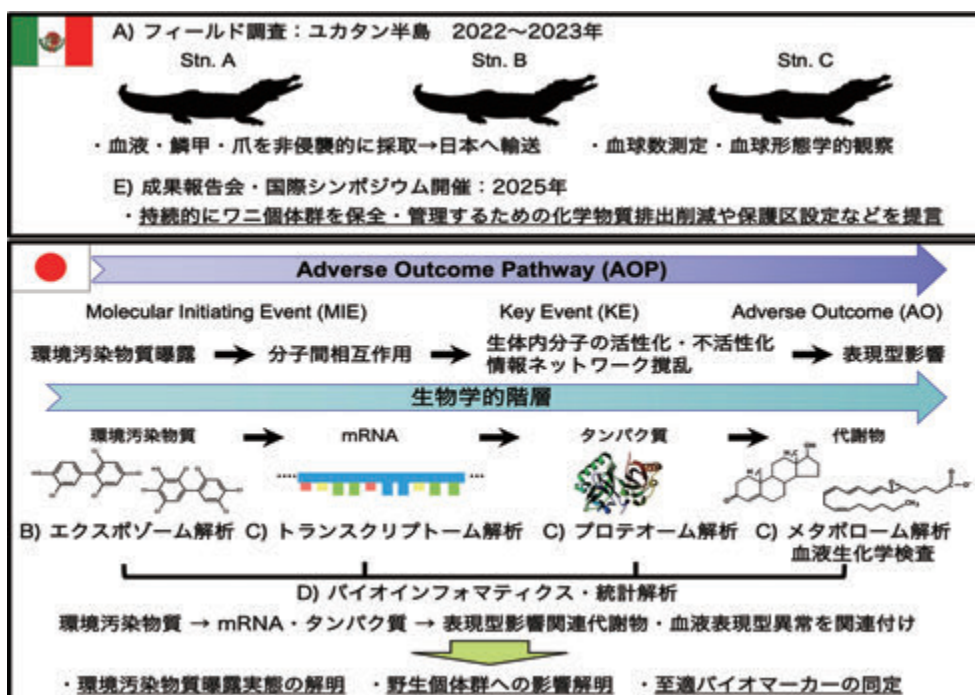 A) フィールド調査：ユカタン半島　2022～2023年
Stn. A
Stn. B
Stn. C
・血液・鱗甲・爪を非侵襲的に採取→日本へ輸送
・血球数測定・血球形態学的観察
E) 成果報告会・国際シンポジウム開催：2025年
・持続的にワニ個体群を保全・管理するための化学物質排出削減や保護区設定などを提言
Adverse Outcome Pathway (AOP)
Molecular Initiating Event (MIE)
Key Event (KE)
Adverse Outcome (AO)
環境汚染物質曝露
分子間相互作用
生体内分子の活性化・不活性化
情報ネットワーク撹乱
表現型影響
生物学的階層
環境汚染物質
mRNA
タンパク質
代謝物
B) エクスポゾーム解析
C) トランスクリプトーム解析
C) プロテオーム解析
C) メタボローム解析
血液生化学検査
D) バイオインフォマティクス・統計解析
環境汚染物質 → mRNA・タンパク質 → 表現型影響関連代謝物・血液表現型異常を関連付け
・環境汚染物質曝露実態の解明
・野生個体群への影響解明
・至適バイオマーカーの同定